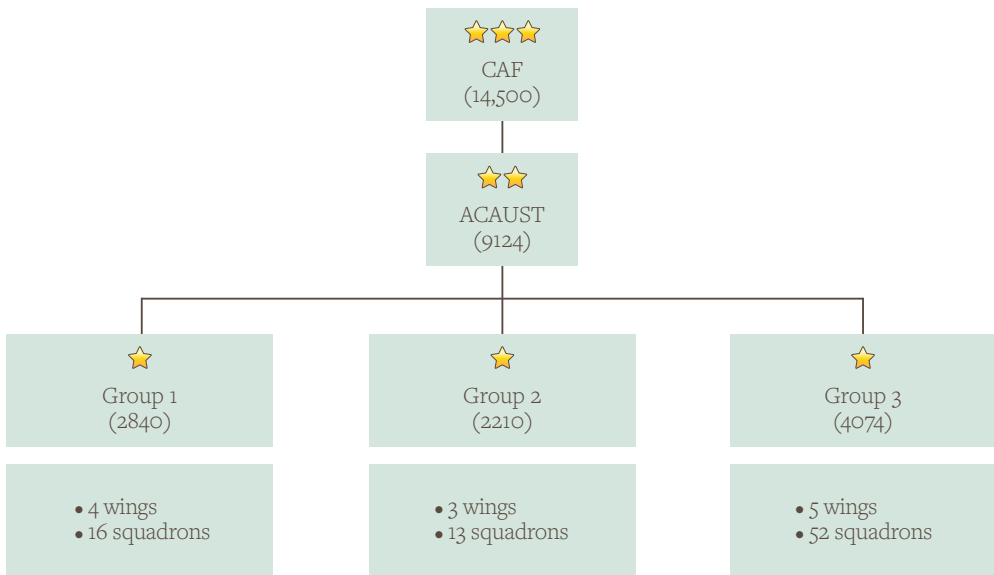 CAF
(14,500)
ACAUST
(9124)
Group 1
(2840)
Group 2
(2210)
Group 3
(4074)
• 4 wings
• 16 squadrons
• 3 wings
• 13 squadrons
• 5 wings
• 52 squadrons